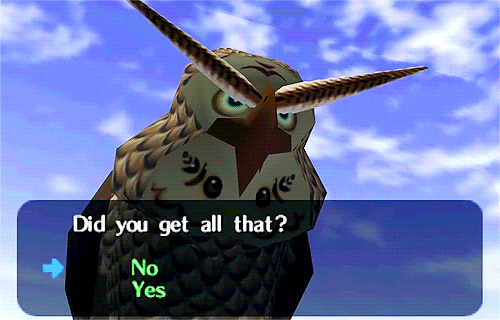 Did you get all that?
No
Yes